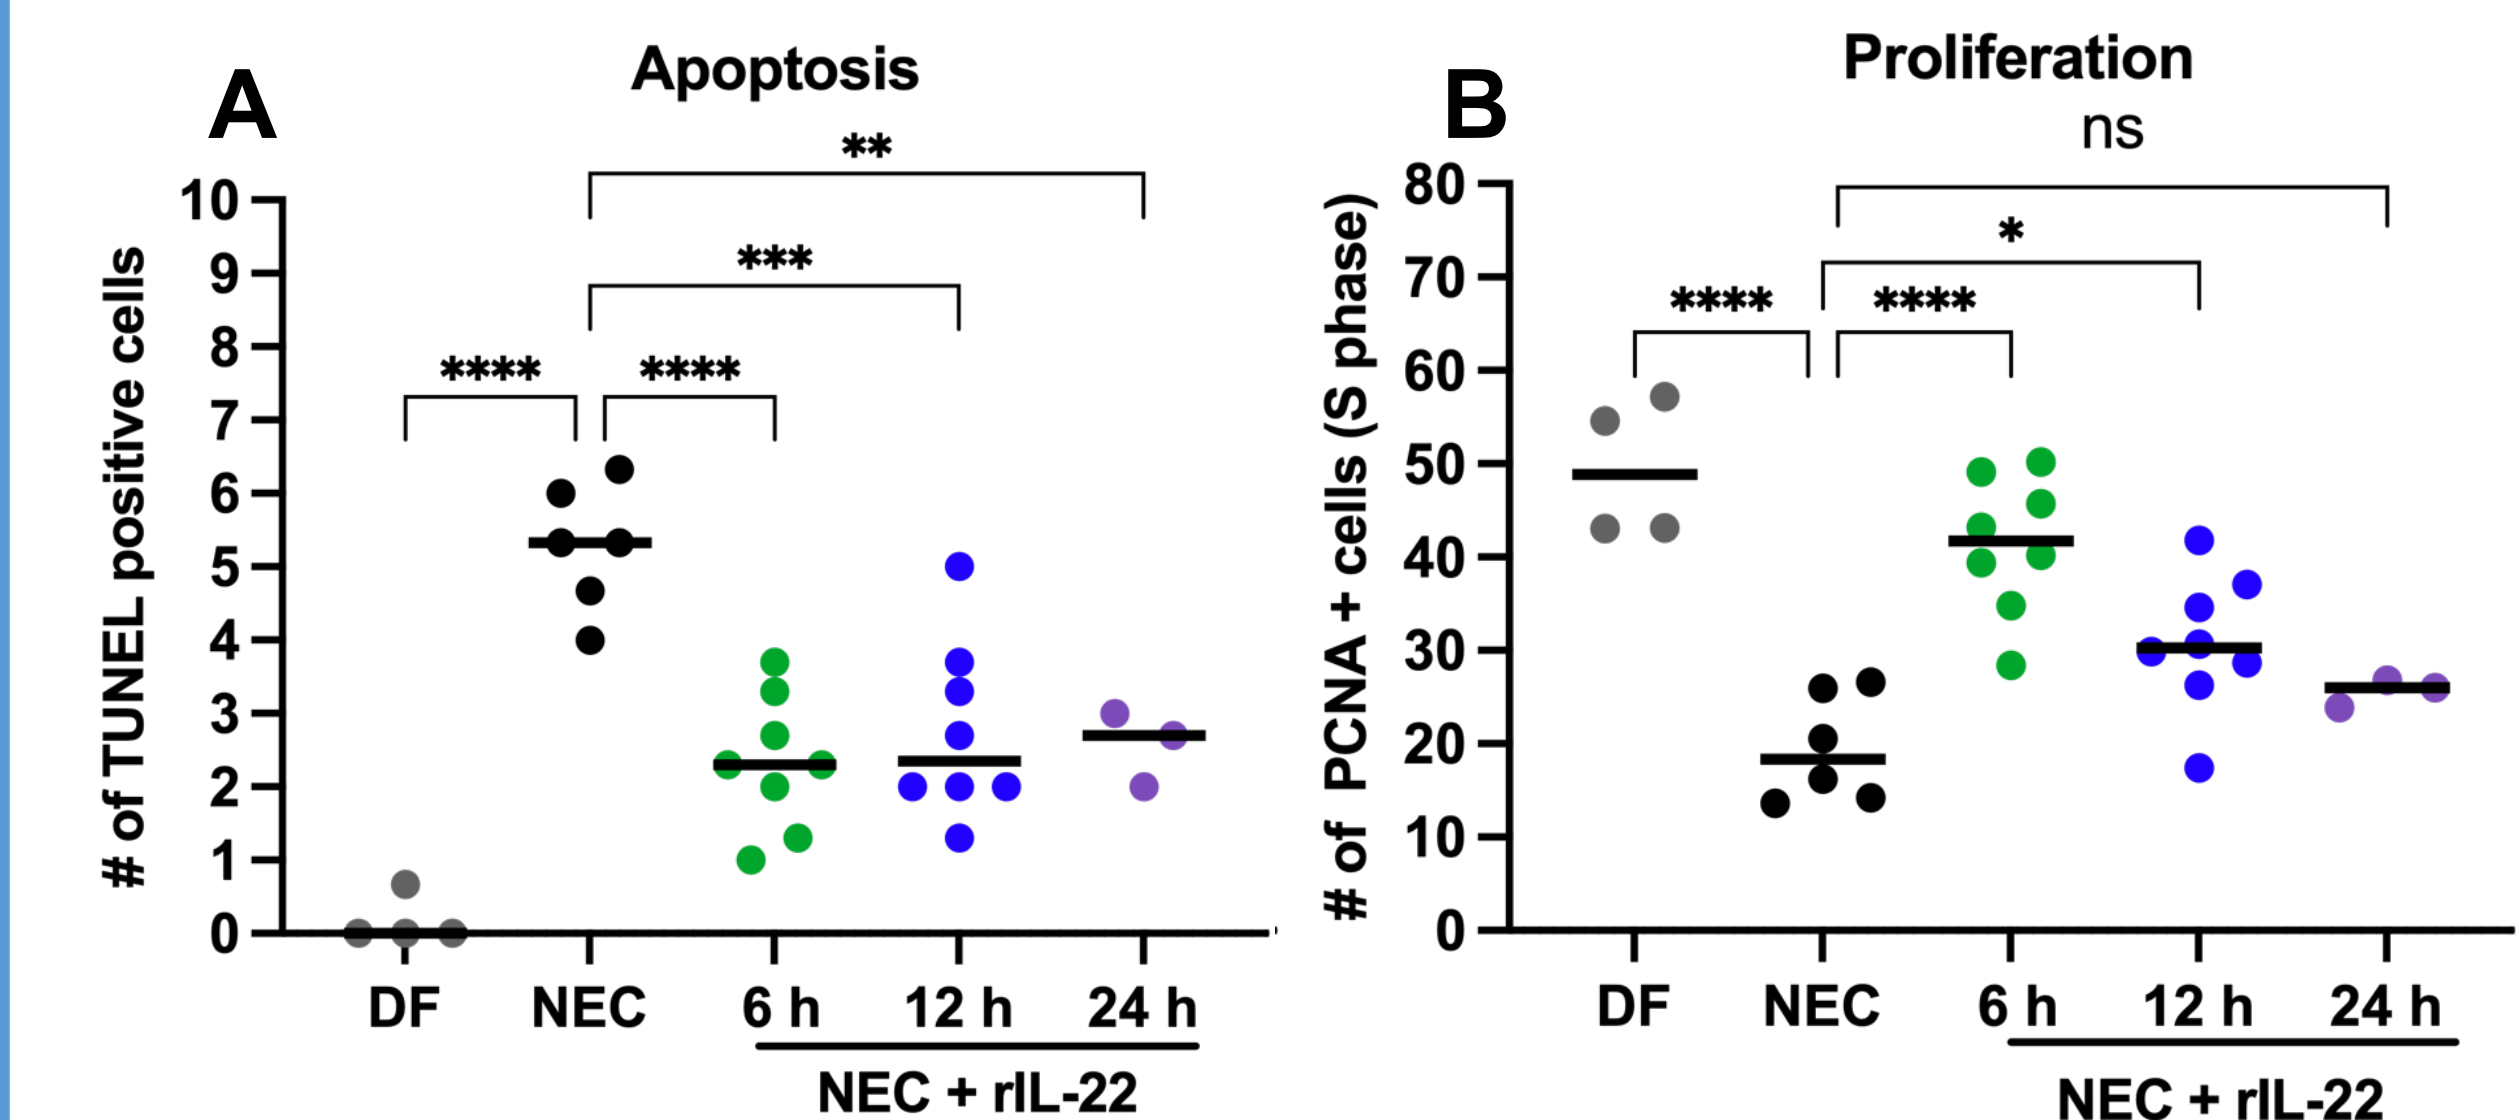 A
Apoptosis
**
***
****
****
# of TUNEL positive cells
10
9
8
7
6
5
4
3
2
1
0
DF
NEC
6 h
12 h
24 h
NEC + rIL-22
B
Proliferation
ns
*
****
****
# of PCNA + cells (S phase)
80
70
60
50
40
30
20
10
0
DF
NEC
6 h
12 h
24 h
NEC + rIL-22